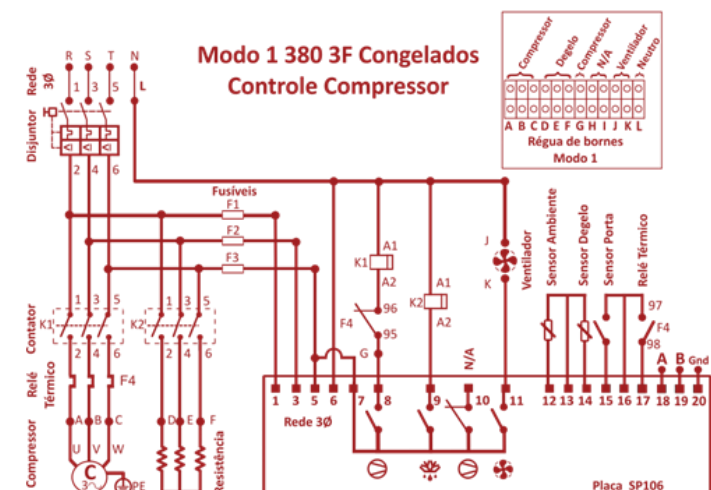 Modo 1 380 3F Congelados
Controle Compressor
Compressor
Degelo
Compressor
N/A
Ventilador
Neutro
A B C D E F G H I J K L
Régua de bornes
Modo 1
Rede
3Ø
R S T N
L
1 3 5
Disjuntor
2 4 6
Fusíveis
F1
F2
F3
K1
A1
A2
F4
96
95
G
K2
A1
A2
N/A
J
K
Ventilador
Sensor Ambiente
Sensor Degelo
Sensor Porta
Relé Térmico
97
F4
98
A B Gnd
Contator
K1
1 3 5
2 4 6
K2
1 3 5
2 4 6
Relé
Térmico
F4
1 3 5 6 7 8 9 10 11 12 13 14 15 16 17 18 19 20
Rede 3Ø
Compressor
A B C
U V W
C
3
PE
D E F
Resistência
Placa SP106